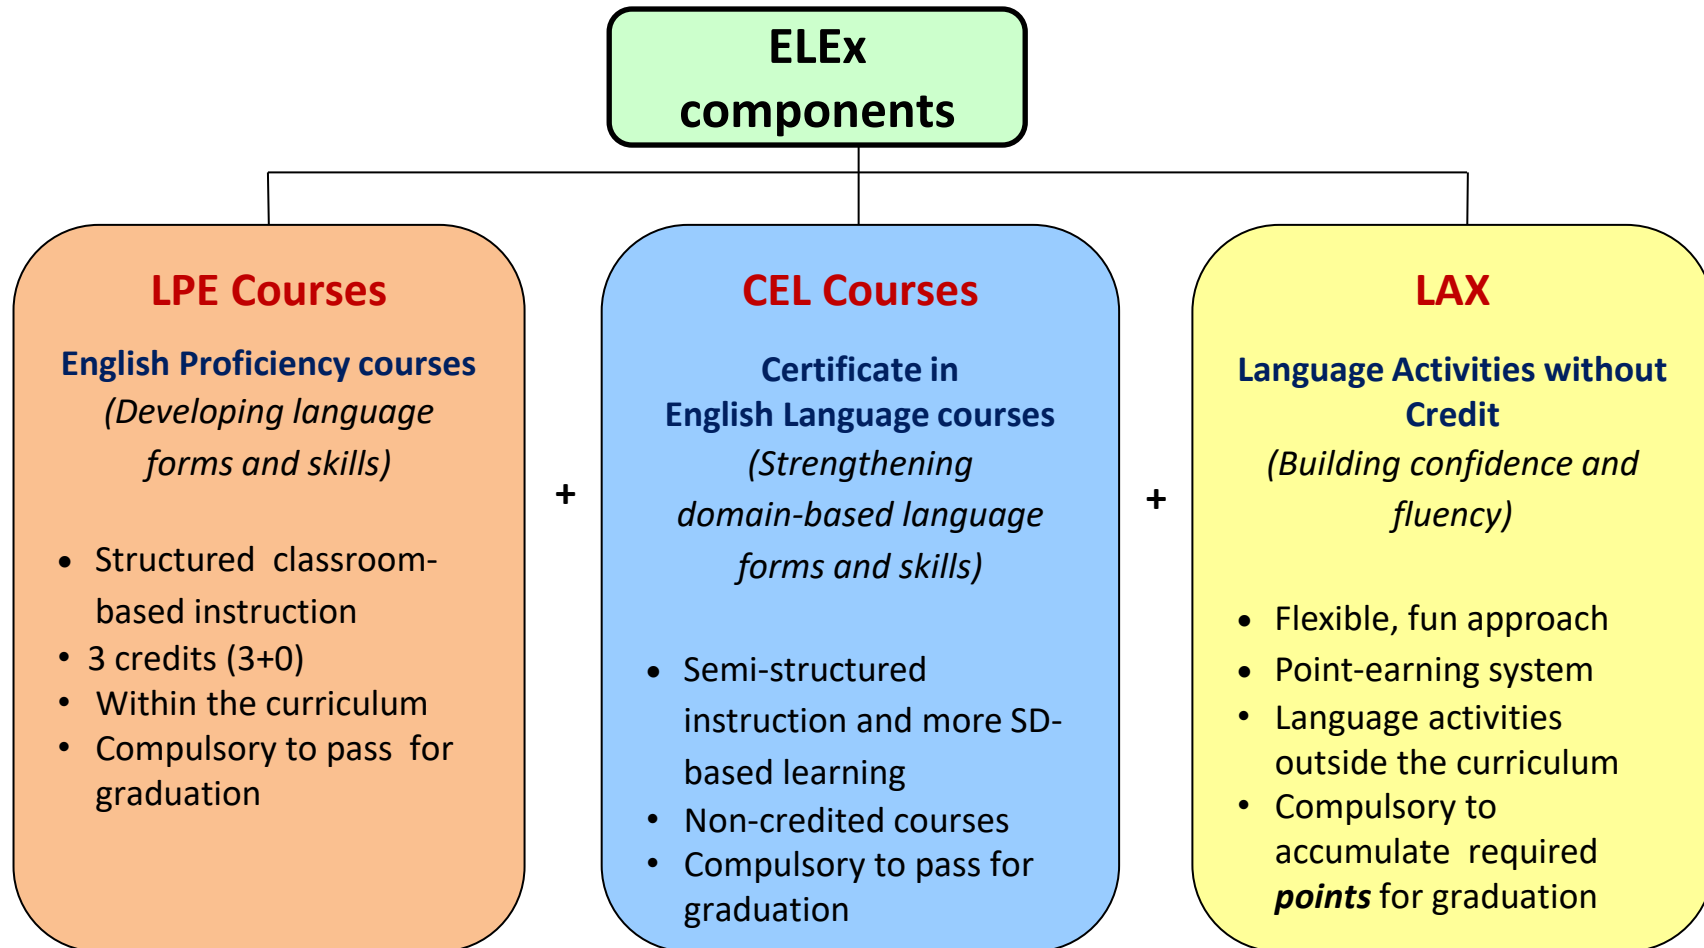 ELEx
components
LPE Courses
English Proficiency courses
(Developing language
forms and skills)
• Structured classroom-
based instruction
• 3 credits (3+0)
• Within the curriculum
• Compulsory to pass for
graduation
+
CEL Courses
Certificate in
English Language courses
(Strengthening
domain-based language
forms and skills)
• Semi-structured
instruction and more SD-
based learning
• Non-credited courses
• Compulsory to pass for
graduation
+
LAX
Language Activities without
Credit
(Building confidence and
fluency)
• Flexible, fun approach
• Point-earning system
• Language activities
outside the curriculum
• Compulsory to
accumulate required
points for graduation